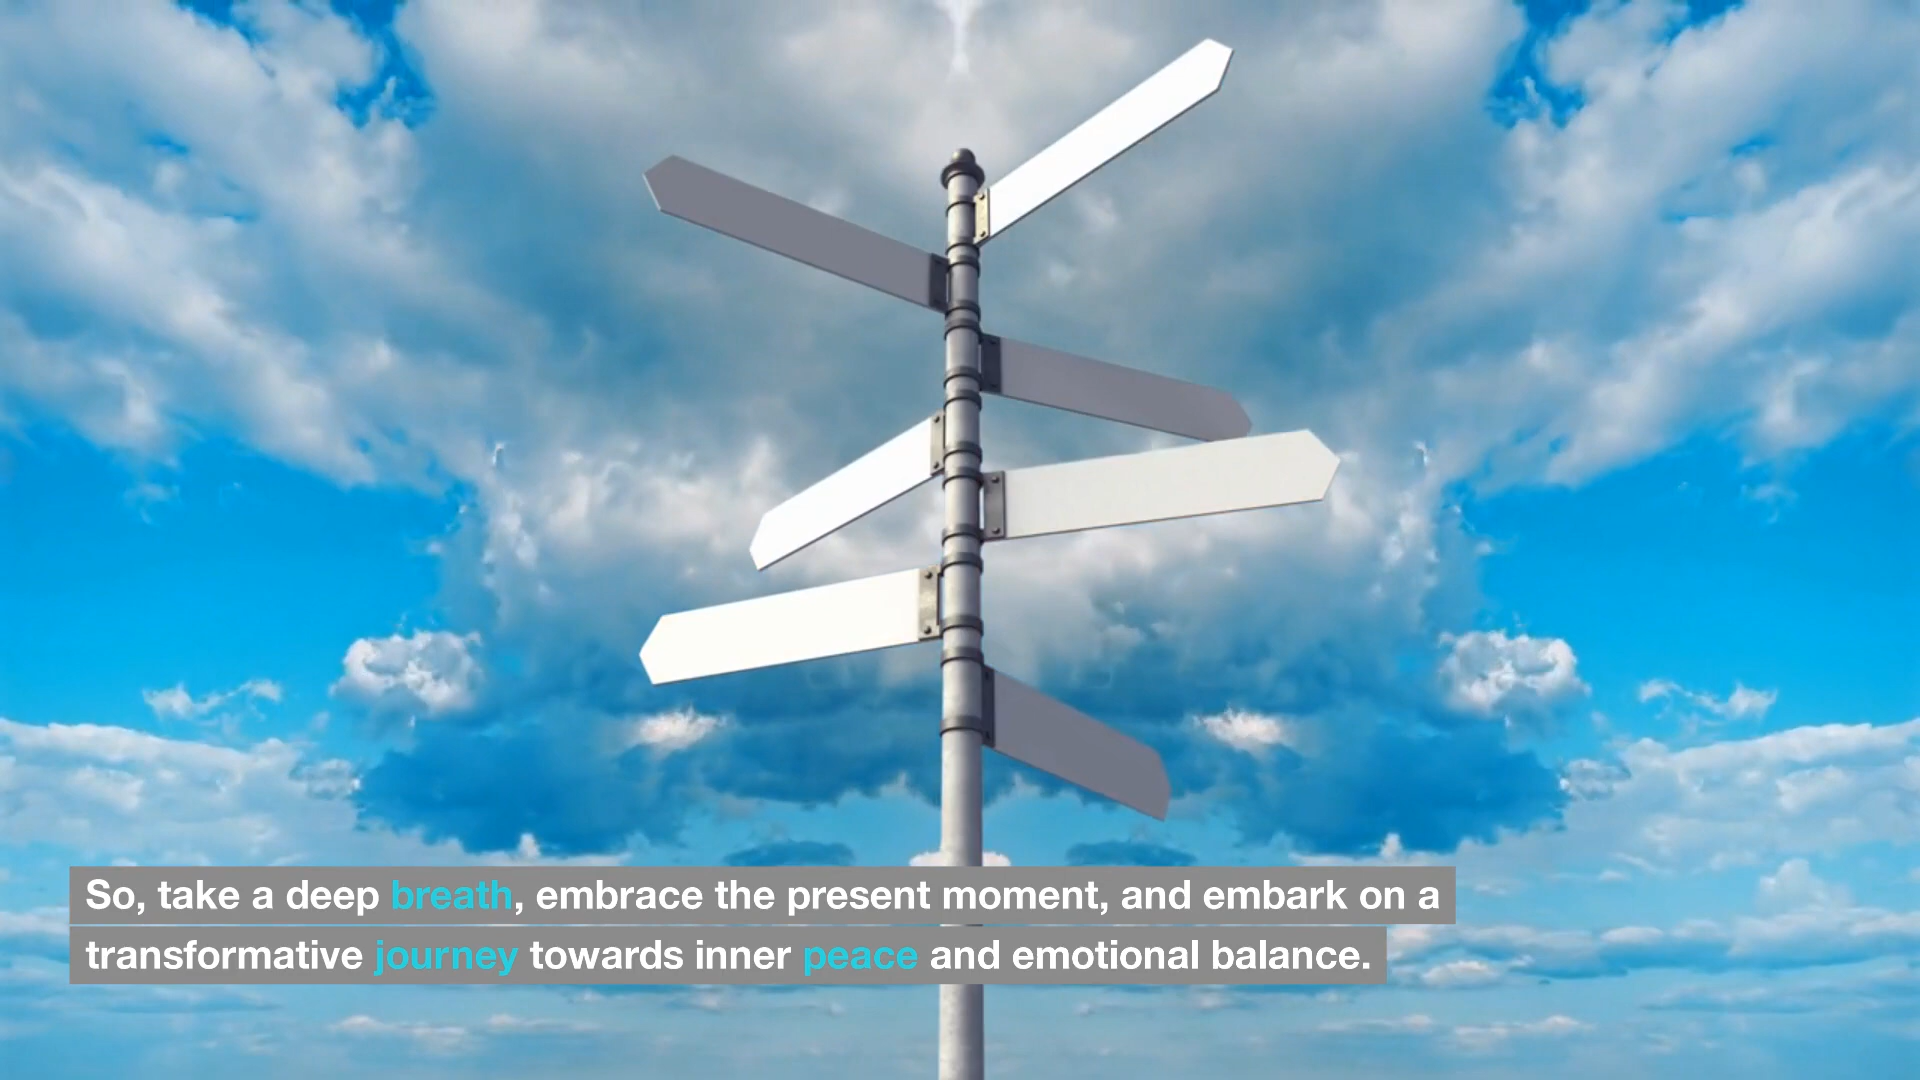 So, take a deep breath, embrace the present moment, and embark on a
transformative journey towards inner peace and emotional balance.